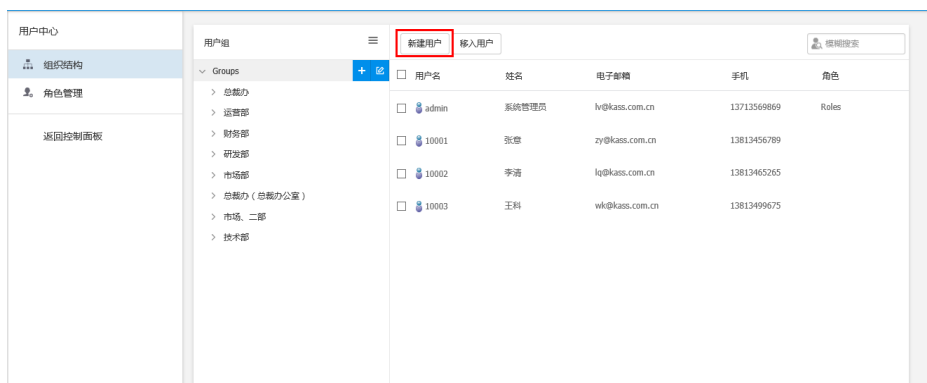 用户中心
组织结构
角色管理
返回控制面板
用户组
Groups
总裁办
运营部
财务部
研发部
市场部
总裁办（总裁办公室）
市场、二部
技术部
新建用户 移入用户 模糊搜索
用户名 姓名 电子邮箱 手机 角色
admin 系统管理员 lv@kass.com.cn 13713569869 Roles
10001 张意 zy@kass.com.cn 13813456789
10002 李清 lq@kass.com.cn 13813465265
10003 王科 wk@kass.com.cn 13813499675